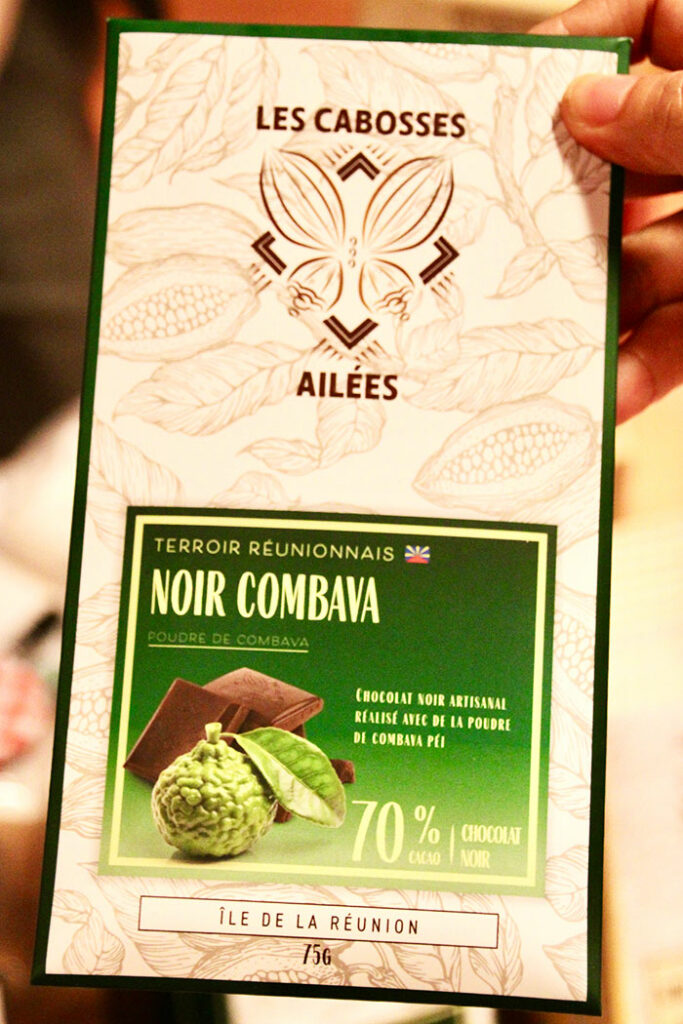 LES CABOSSES
AILÉES
TERROIR RÉUNIONNAIS
NOIR COMBAVA
POUDRE DE COMBAVA
CHOCOLAT NOIR ARTISANAL
RÉALISÉ AVEC DE LA POUDRE
DE COMBAVA PÉI
70 % CACAO | CHOCOLAT NOIR
ÎLE DE LA RÉUNION
75G